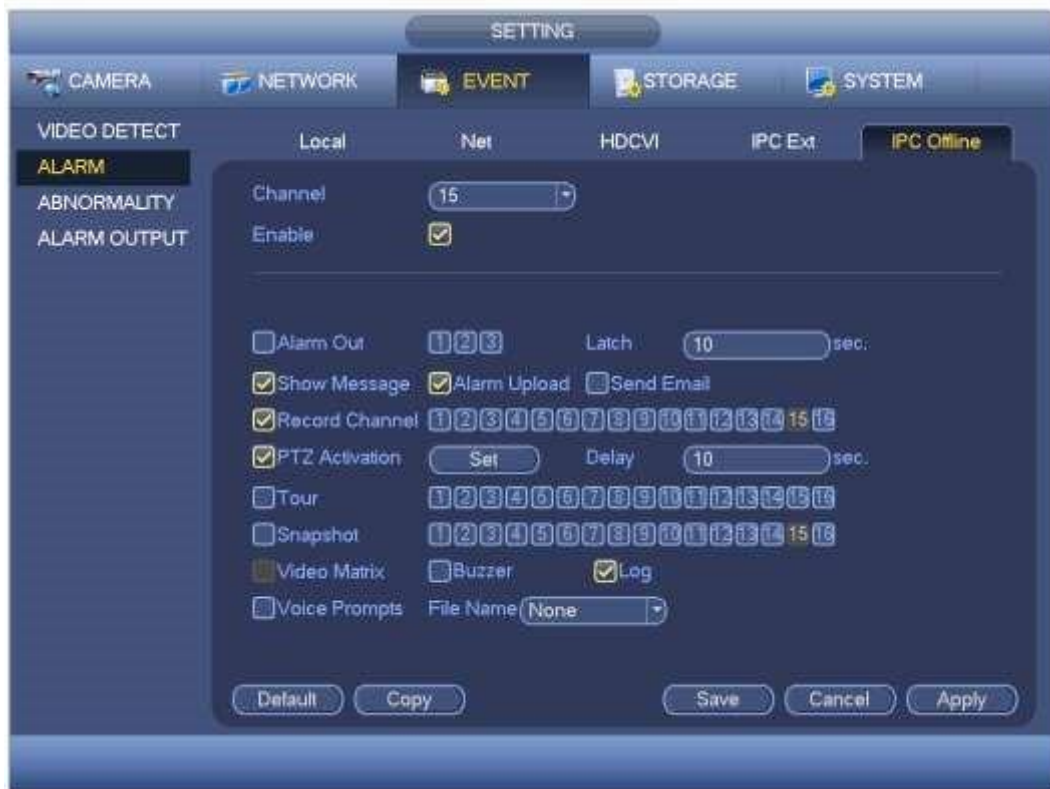 SETTING
CAMERA NETWORK EVENT STORAGE SYSTEM
VIDEO DETECT
ALARM
ABNORMALITY
ALARM OUTPUT
Local Net HDCVI IPC Ext IPC Offline
Channel 15
Enable
Alarm Out 1 2 3 Latch 10 sec.
Show Message Alarm Upload Send Email
Record Channel 1 2 3 4 5 6 7 8 9 10 11 12 13 14 15 16
PTZ Activation Set Delay 10 sec.
Tour 1 2 3 4 5 6 7 8 9 10 11 12 13 14 15 16
Snapshot 1 2 3 4 5 6 7 8 9 10 11 12 13 14 15 16
Video Matrix Buzzer Log
Voice Prompts File Name None
Default Copy Save Cancel Apply